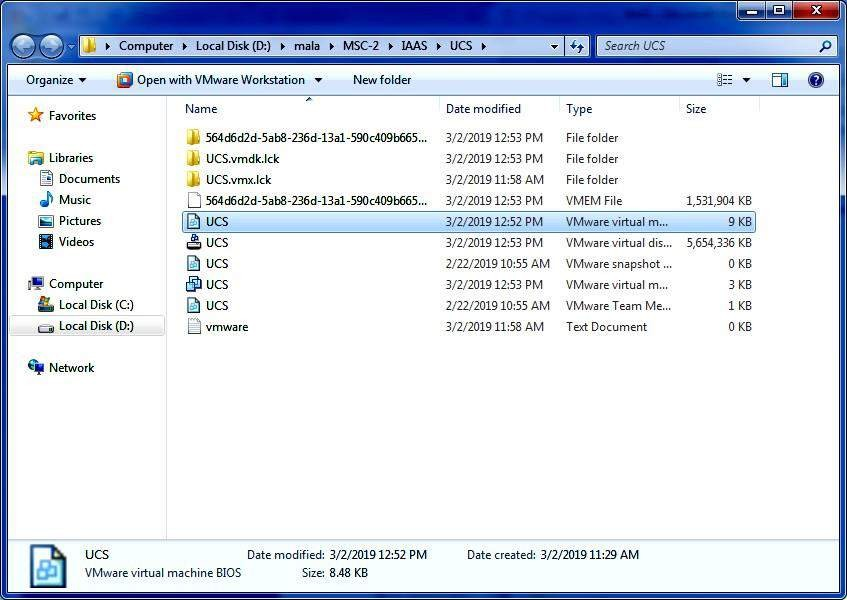 Computer Local Disk (D:) mala MSC-2 IAAS UCS Search UCS
Organize Open with VMware Workstation New folder
Favorites
Libraries
Documents
Music
Pictures
Videos
Computer
Local Disk (C:)
Local Disk (D:)
Network
Name Date modified Type Size
564d6d2d-5ab8-236d-13a1-590c409b665... 3/2/2019 12:53 PM File folder
UCS.vmdk.lck 3/2/2019 12:53 PM File folder
UCS.vmx.lck 3/2/2019 11:58 AM File folder
564d6d2d-5ab8-236d-13a1-590c409b665... 3/2/2019 12:53 PM VMEM File 1,531,904 KB
UCS 3/2/2019 12:52 PM VMware virtual m... 9 KB
UCS 3/2/2019 12:53 PM VMware virtual dis... 5,654,336 KB
UCS 2/22/2019 10:55 AM VMware snapshot ... 0 KB
UCS 3/2/2019 12:53 PM VMware virtual m... 3 KB
UCS 2/22/2019 10:55 AM VMware Team Me... 1 KB
vmware 3/2/2019 11:58 AM Text Document 0 KB
UCS Date modified: 3/2/2019 12:52 PM Date created: 3/2/2019 11:29 AM
VMware virtual machine BIOS Size: 8.48 KB